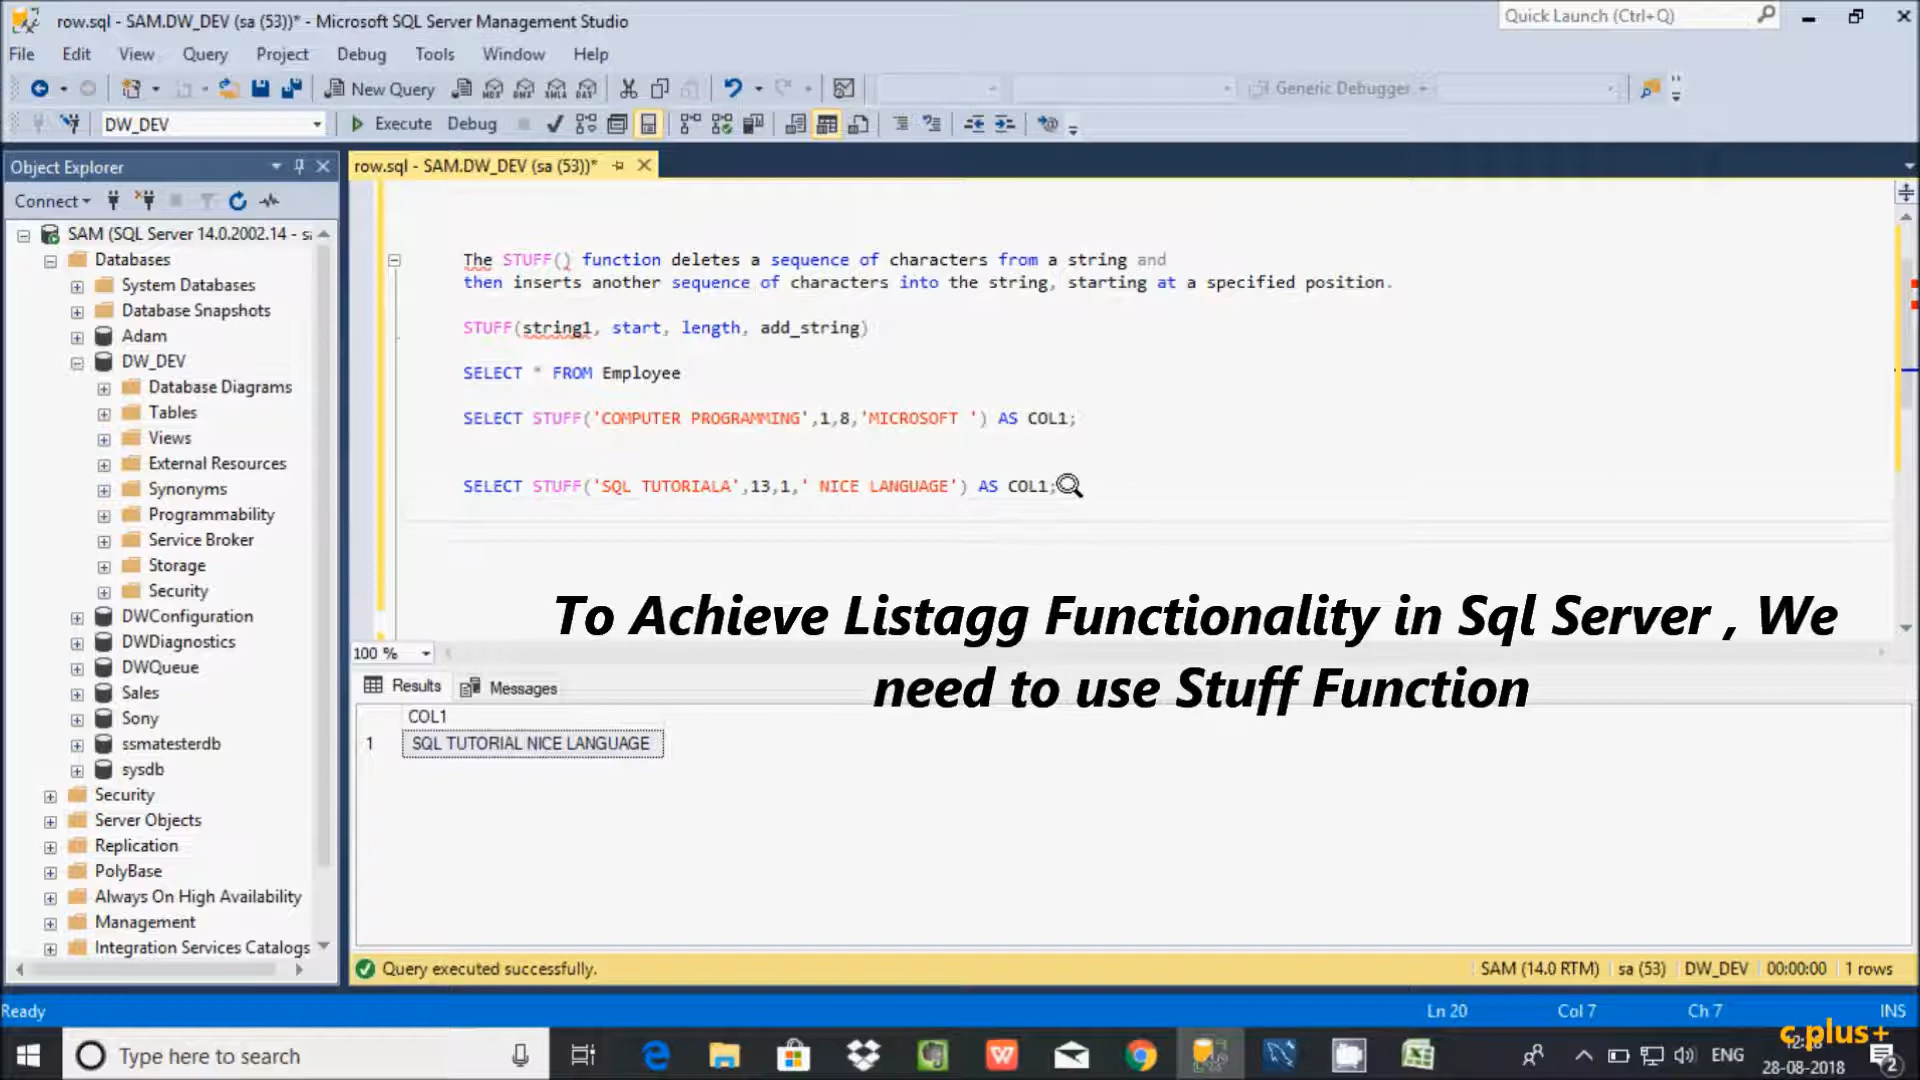 row.sql - SAM.DW_DEV (sa (53))* - Microsoft SQL Server Management Studio
Quick Launch (Ctrl+Q)
File Edit View Query Project Debug Tools Window Help
New Query
Generic Debugger
DW_DEV
Execute Debug
Object Explorer
row.sql - SAM.DW_DEV (sa (53))*
Connect
SAM (SQL Server 14.0.2002.14 - s
Databases
System Databases
Database Snapshots
Adam
DW_DEV
Database Diagrams
Tables
Views
External Resources
Synonyms
Programmability
Service Broker
Storage
Security
DWConfiguration
DWDiagnostics
DWQueue
Sales
Sony
ssmatesterdb
sysdb
Security
Server Objects
Replication
PolyBase
Always On High Availability
Management
Integration Services Catalogs
The STUFF() function deletes a sequence of characters from a string and
then inserts another sequence of characters into the string, starting at a specified position.
STUFF(string1, start, length, add_string)
SELECT * FROM Employee
SELECT STUFF('COMPUTER PROGRAMMING',1,8,'MICROSOFT ') AS COL1;
SELECT STUFF('SQL TUTORIALA',13,1,' NICE LANGUAGE') AS COL1;
To Achieve Listagg Functionality in Sql Server , We
need to use Stuff Function
100 %
Results Messages
COL1
1 SQL TUTORIAL NICE LANGUAGE
Query executed successfully.
SAM (14.0 RTM) sa (53) DW_DEV 00:00:00 1 rows
Ready
Ln 20 Col 7 Ch 7 INS
Type here to search
ENG
c.plus+
28-08-2018
2